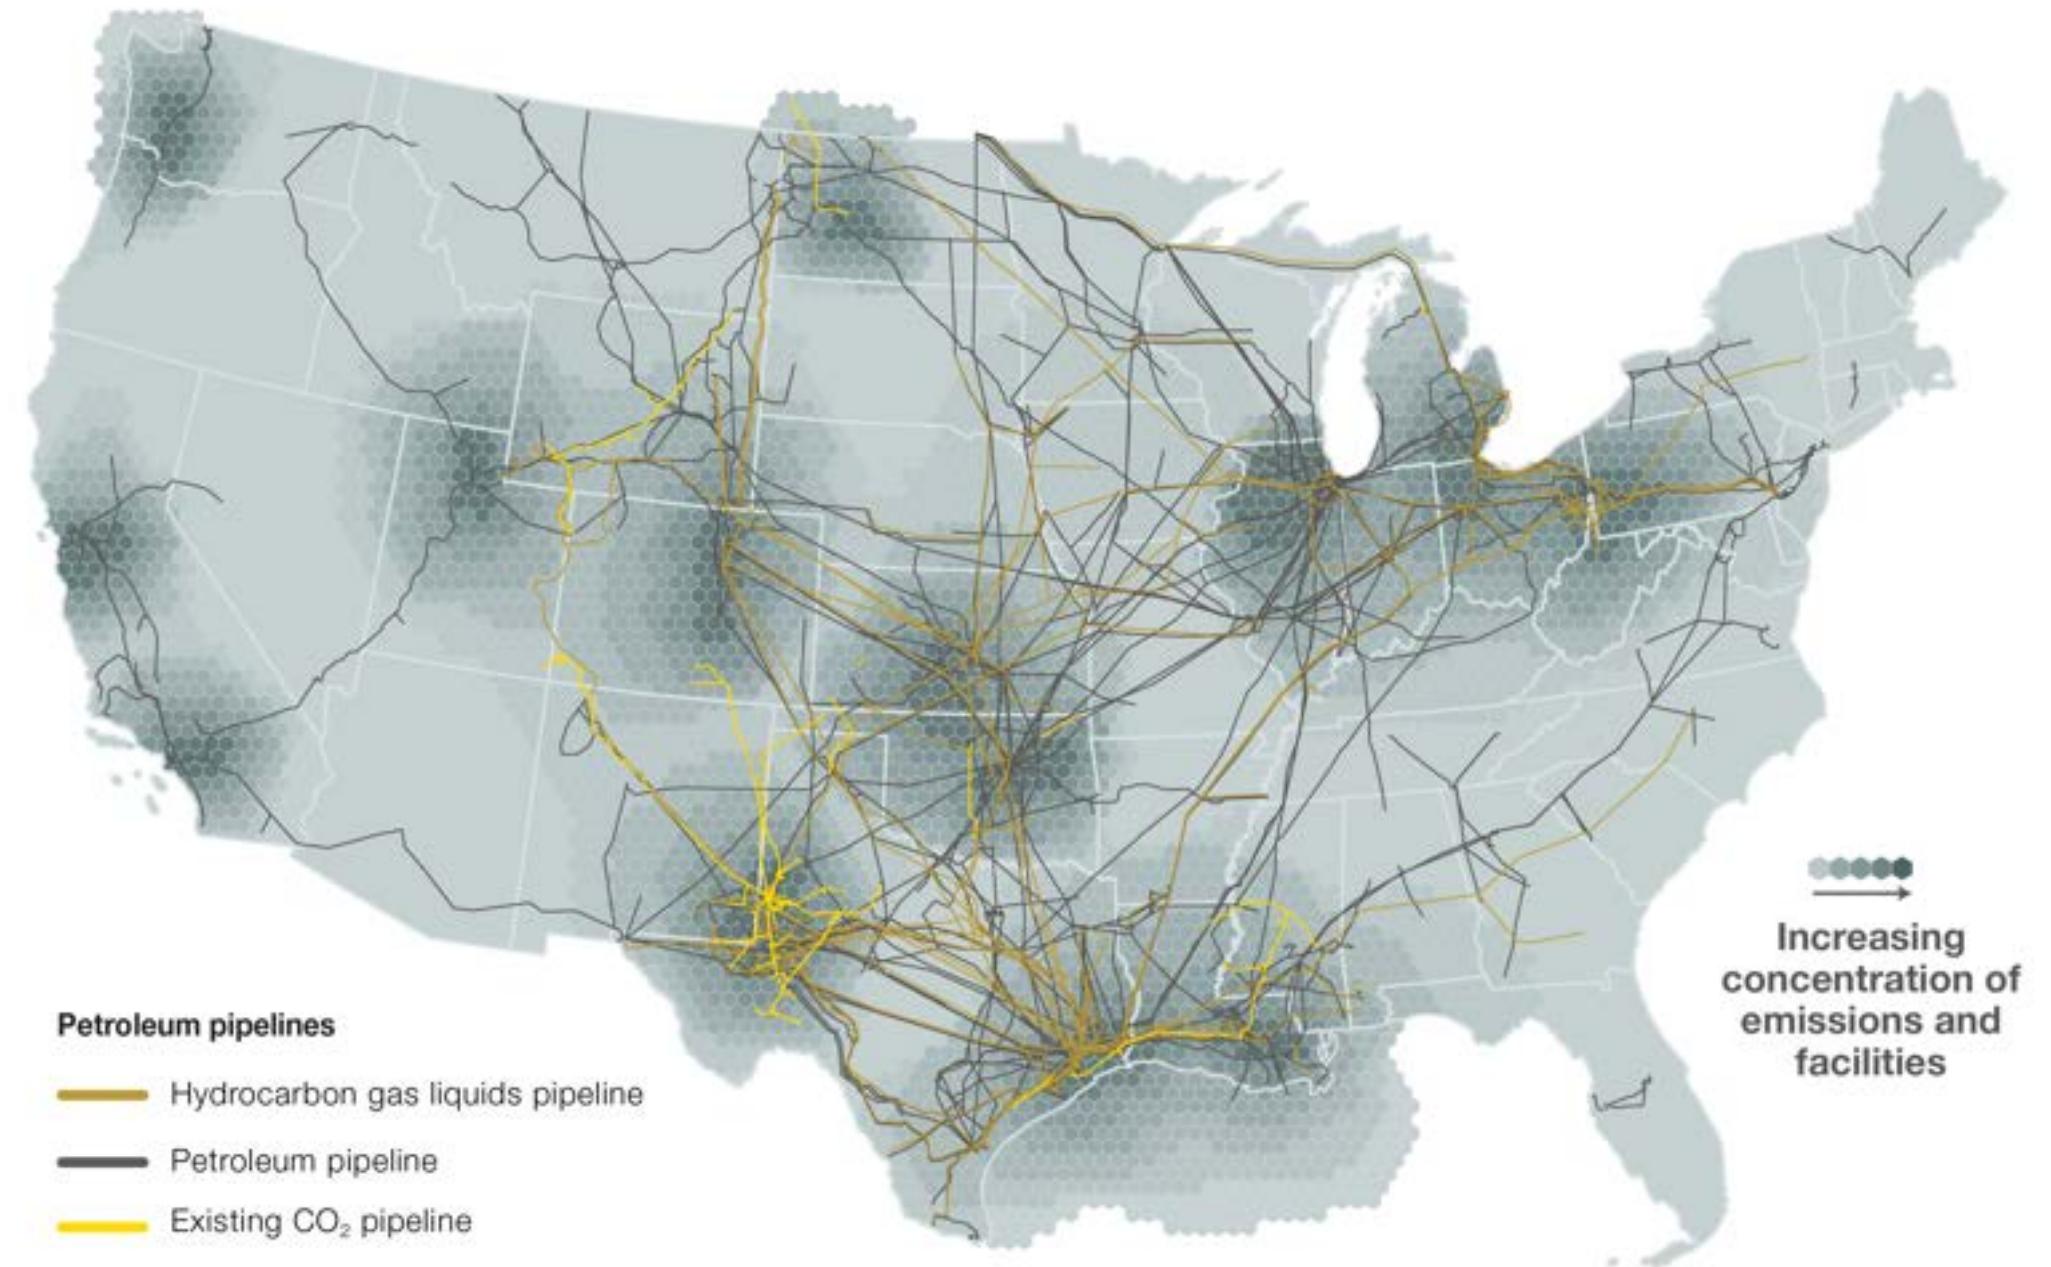 Petroleum pipelines
Hydrocarbon gas liquids pipeline
Petroleum pipeline
Existing CO₂ pipeline
Increasing
concentration of
emissions and
facilities